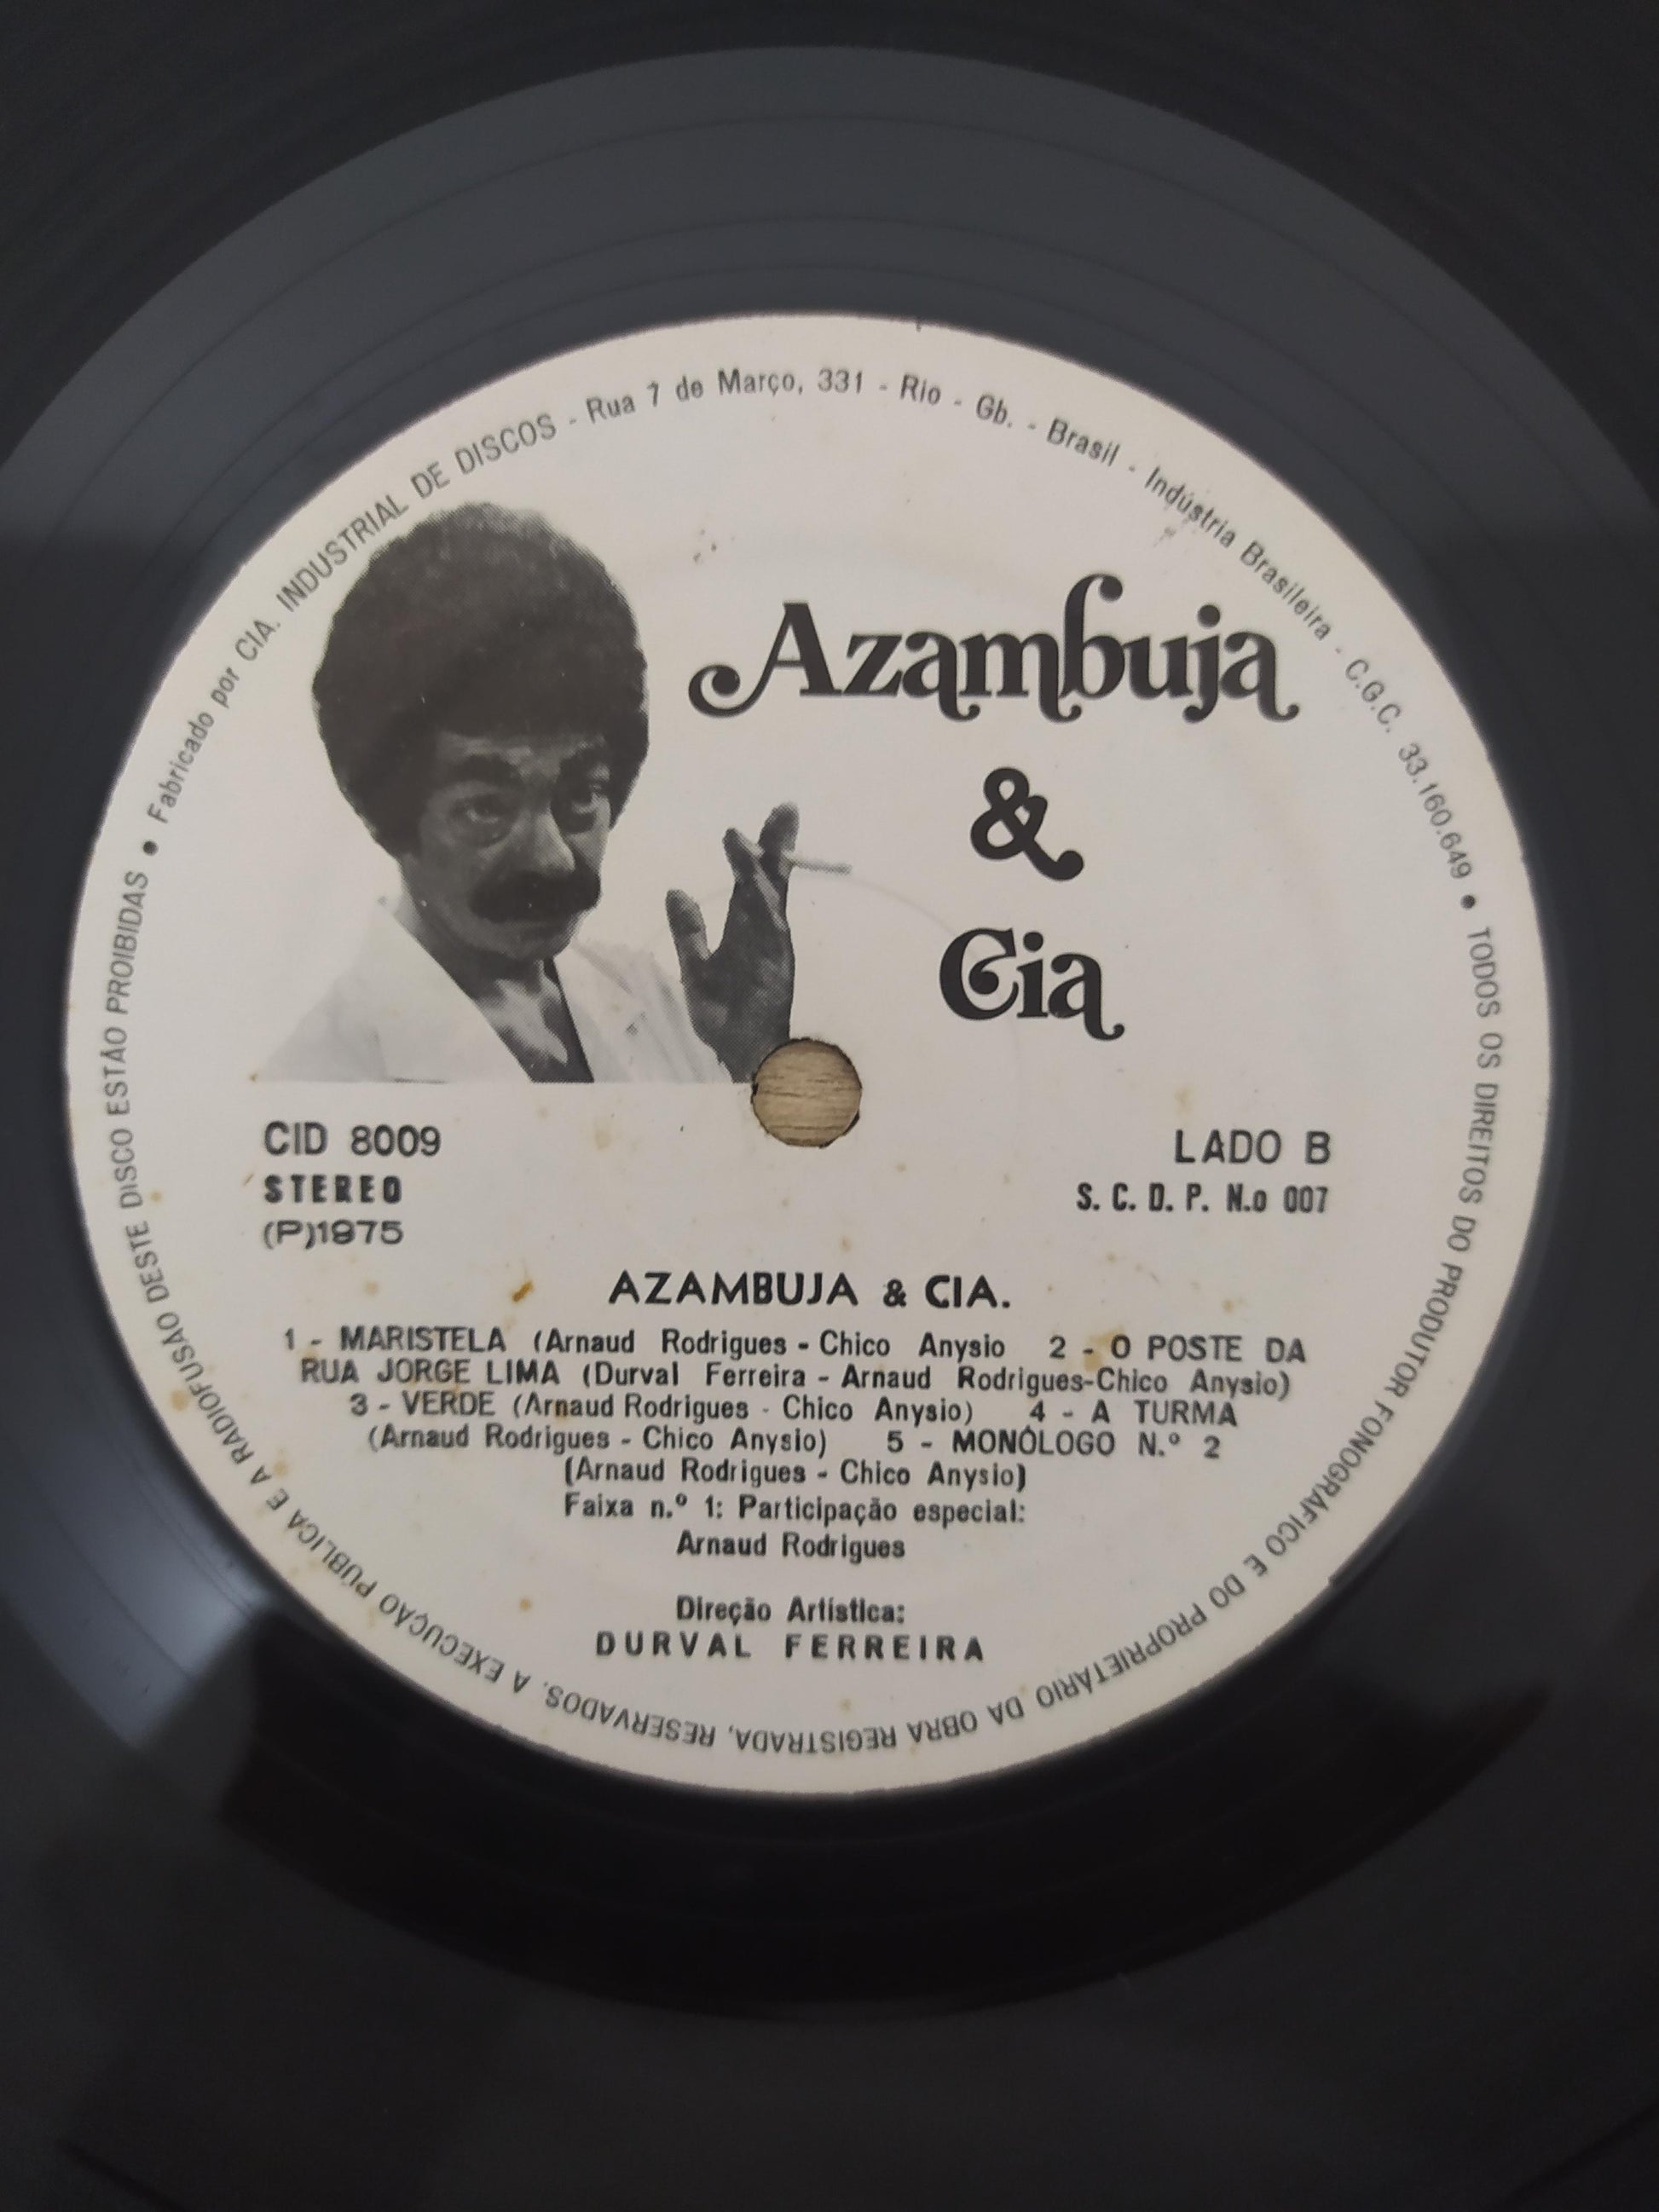 • Fabricado por CIA. INDUSTRIAL DE DISCOS - Rua 7 de Março, 331 - Rio - Gb. - Brasil - Indústria Brasileira - C.G.C. 33.160.649 • TODOS OS DIREITOS DO PRODUTOR FONOGRÁFICO E DO PROPRIETÁRIO DA OBRA REGISTRADA, RESERVADOS. A EXECUÇÃO PÚBLICA E A RADIOFUSÃO DESTE DISCO ESTÃO PROIBIDAS
Azambuja
&
Cia
CID 8009
STEREO
(P)1975
LADO B
S. C. D. P. N.o 007
AZAMBUJA & CIA.
1 - MARISTELA (Arnaud Rodrigues - Chico Anysio 2 - O POSTE DA
RUA JORGE LIMA (Durval Ferreira - Arnaud Rodrigues-Chico Anysio)
3 - VERDE (Arnaud Rodrigues - Chico Anysio) 4 - A TURMA
(Arnaud Rodrigues - Chico Anysio) 5 - MONÓLOGO N.º 2
(Arnaud Rodrigues - Chico Anysio)
Faixa n.º 1: Participação especial:
Arnaud Rodrigues
Direção Artística:
DURVAL FERREIRA